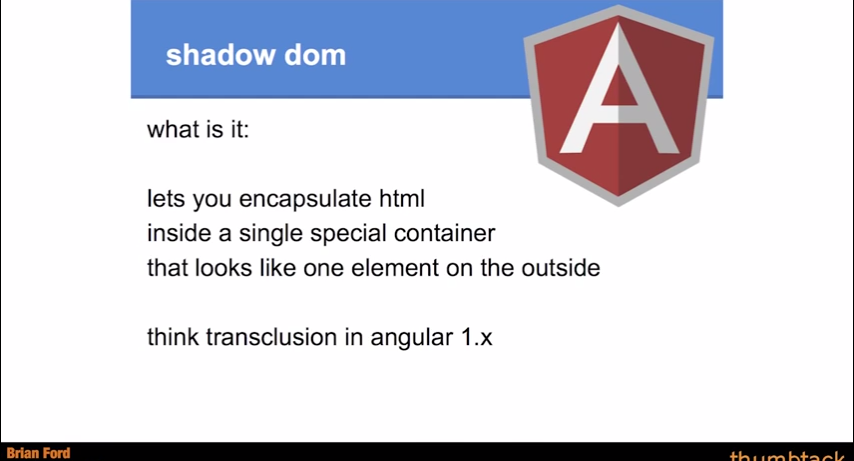 shadow dom
what is it:
lets you encapsulate html
inside a single special container
that looks like one element on the outside
think transclusion in angular 1.x
Brian Ford
thumbtack